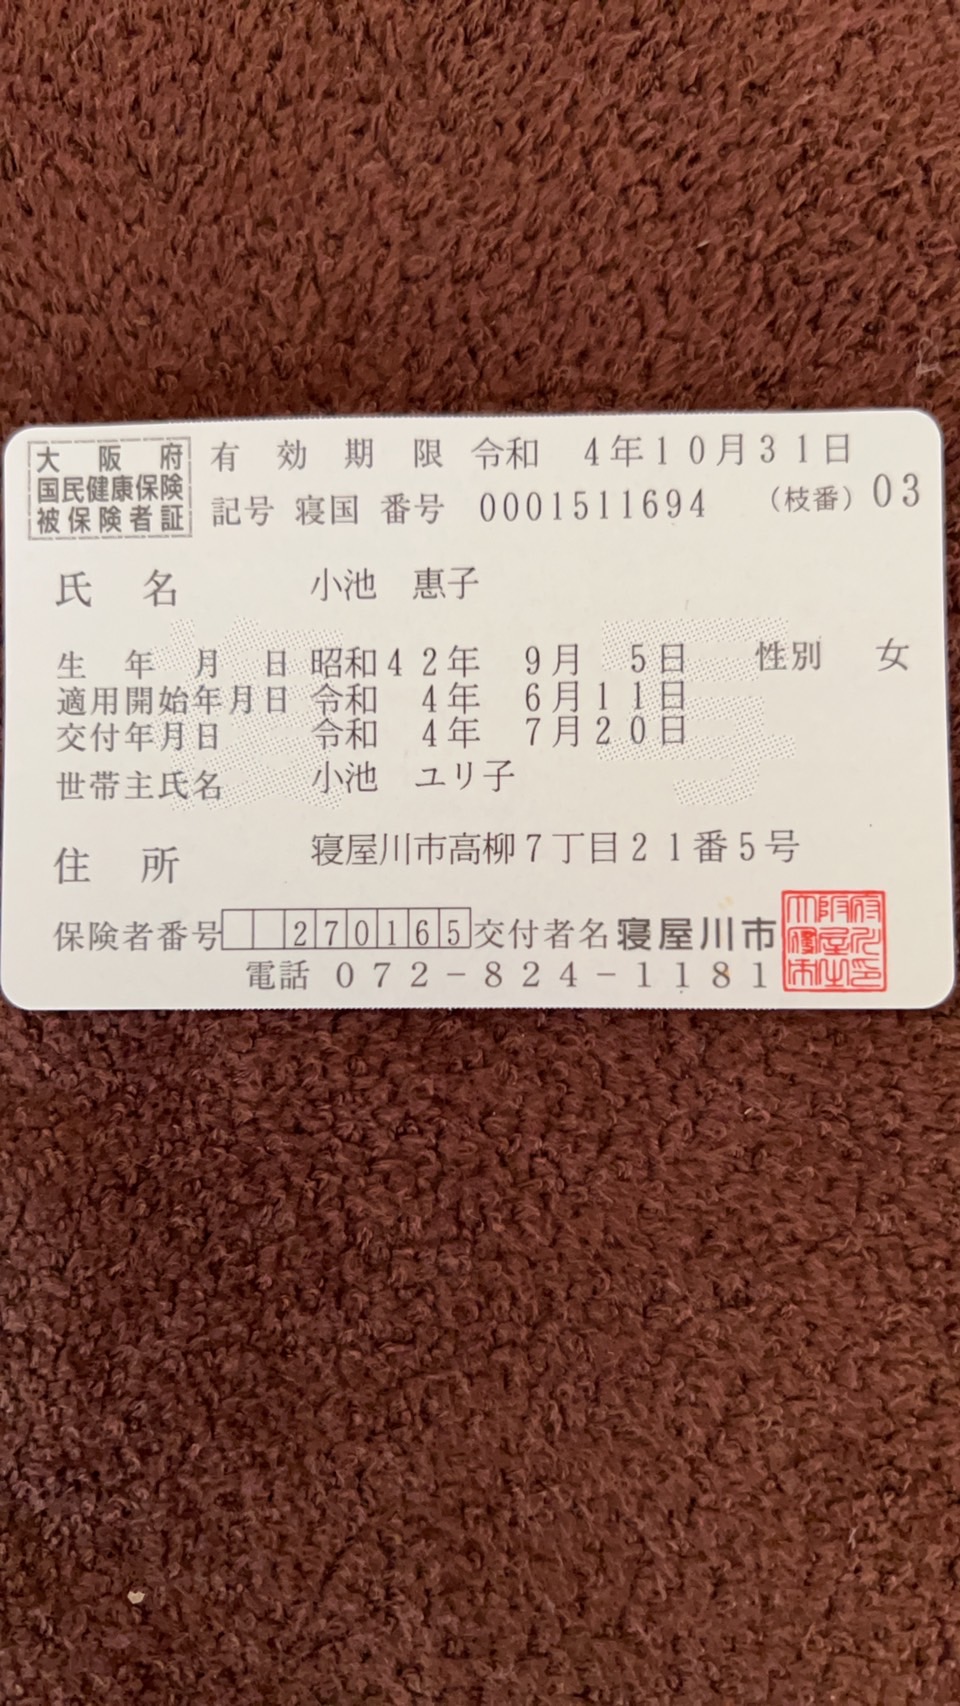 大阪府
国民健康保険
被保険者証
有効期限 令和 4年10月31日
記号 寝国 番号 0001511694 (枝番) 03
氏名 小池 惠子
生年月日 昭和42年 9月 5日 性別 女
適用開始年月日 令和 4年 6月11日
交付年月日 令和 4年 7月20日
世帯主氏名 小池 ユリ子
住所 寝屋川市高柳7丁目21番5号
保険者番号 270165 交付者名 寝屋川市
電話 072-824-1181